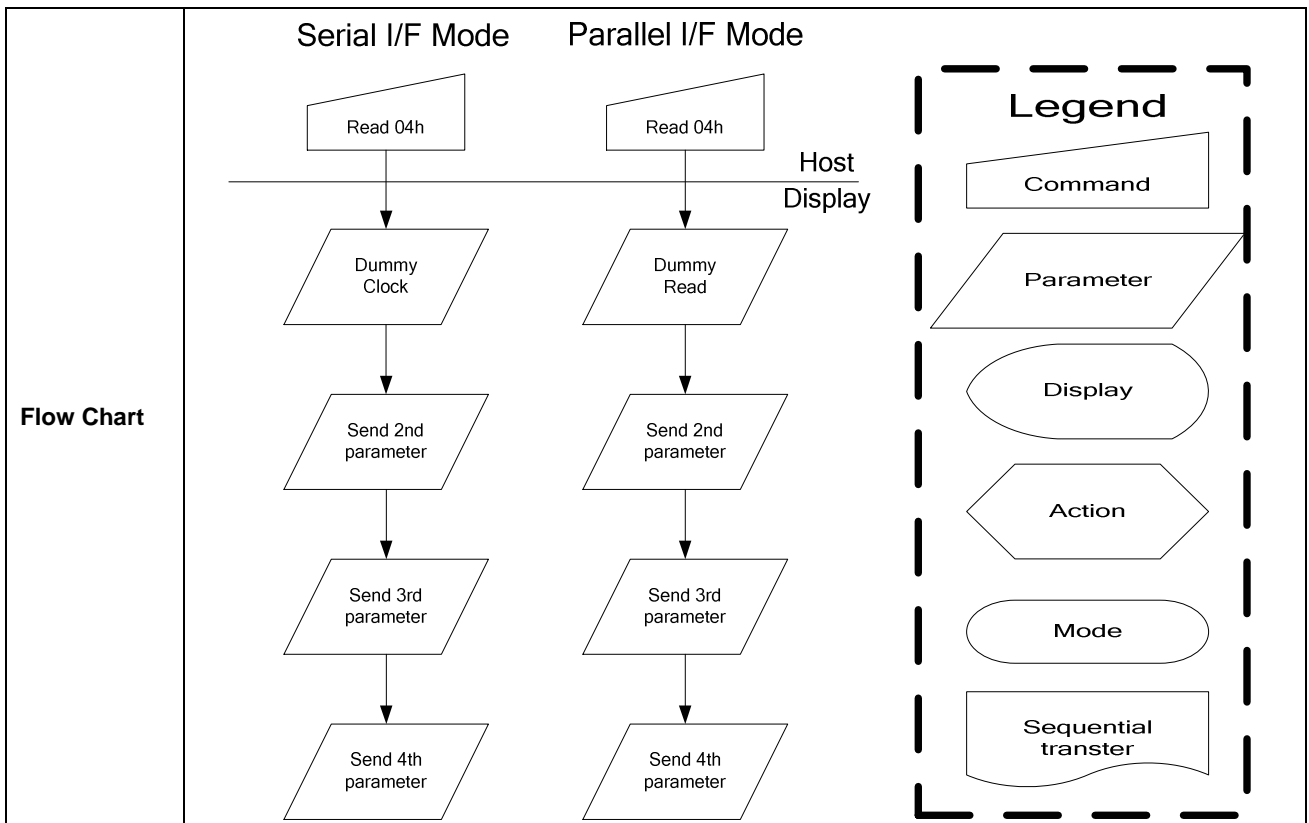 Flow Chart
Serial I/F Mode
Read 04h
Dummy
Clock
Send 2nd
parameter
Send 3rd
parameter
Send 4th
parameter
Parallel I/F Mode
Read 04h
Dummy
Read
Send 2nd
parameter
Send 3rd
parameter
Send 4th
parameter
Host
Display
Legend
Command
Parameter
Display
Action
Mode
Sequential
transter